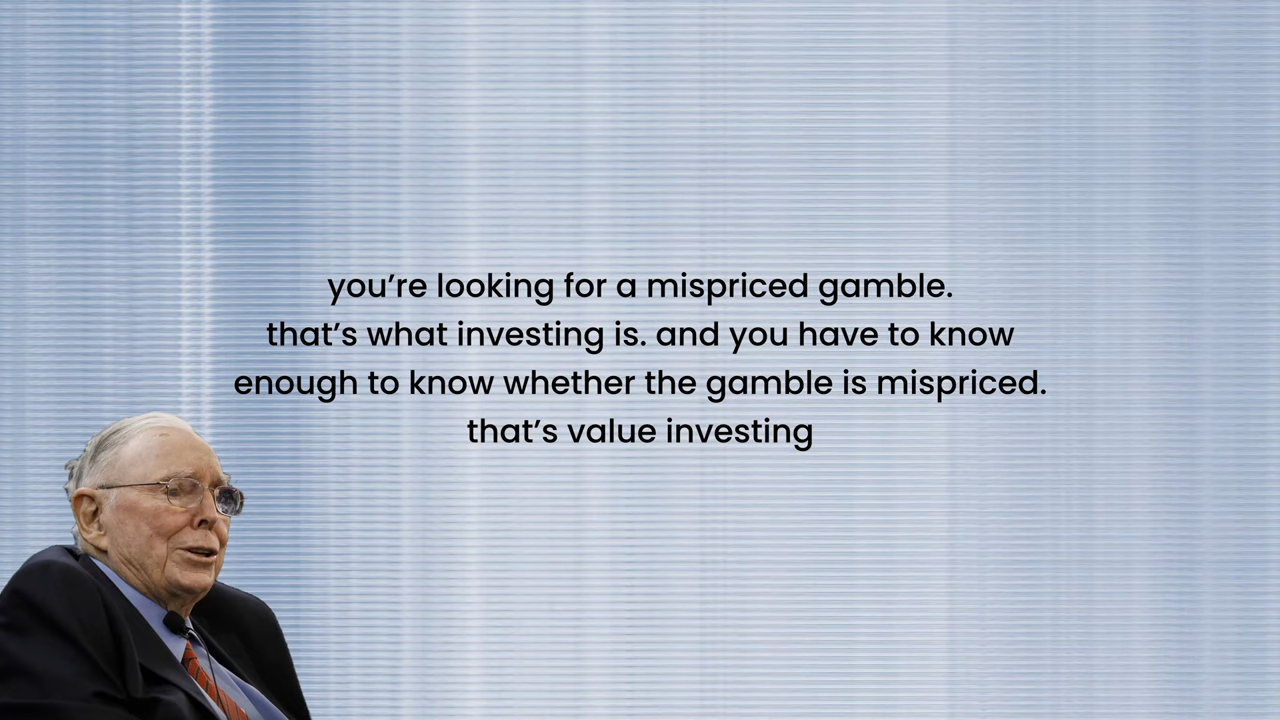 you’re looking for a mispriced gamble.
that’s what investing is. and you have to know
enough to know whether the gamble is mispriced.
that’s value investing